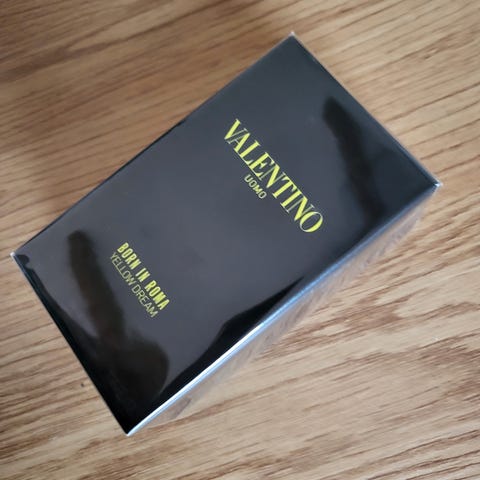 VALENTINO
UOMO
BORN IN ROMA
YELLOW DREAM